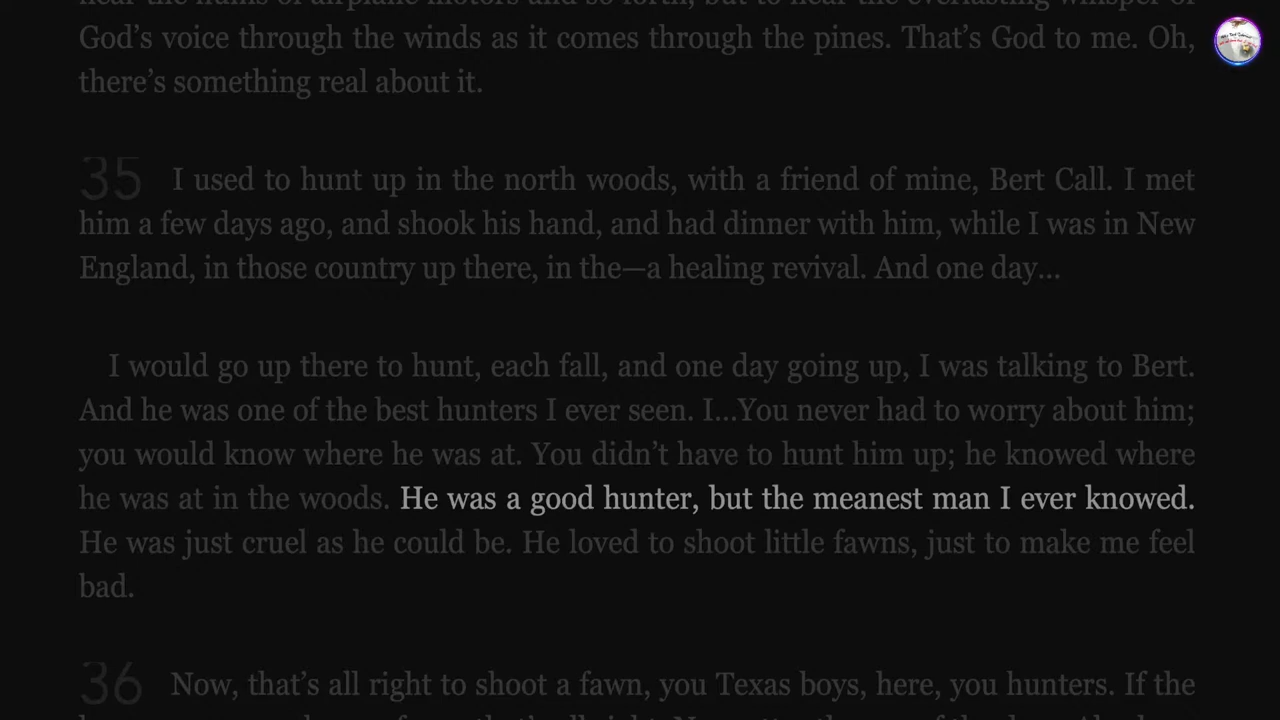 God’s voice through the winds as it comes through the pines. That’s God to me. Oh,
there’s something real about it.
35 I used to hunt up in the north woods, with a friend of mine, Bert Call. I met
him a few days ago, and shook his hand, and had dinner with him, while I was in New
England, in those country up there, in the—a healing revival. And one day...
I would go up there to hunt, each fall, and one day going up, I was talking to Bert.
And he was one of the best hunters I ever seen. I...You never had to worry about him;
you would know where he was at. You didn’t have to hunt him up; he knowed where
he was at in the woods. He was a good hunter, but the meanest man I ever knowed.
He was just cruel as he could be. He loved to shoot little fawns, just to make me feel
bad.
36 Now, that’s all right to shoot a fawn, you Texas boys, here, you hunters. If the